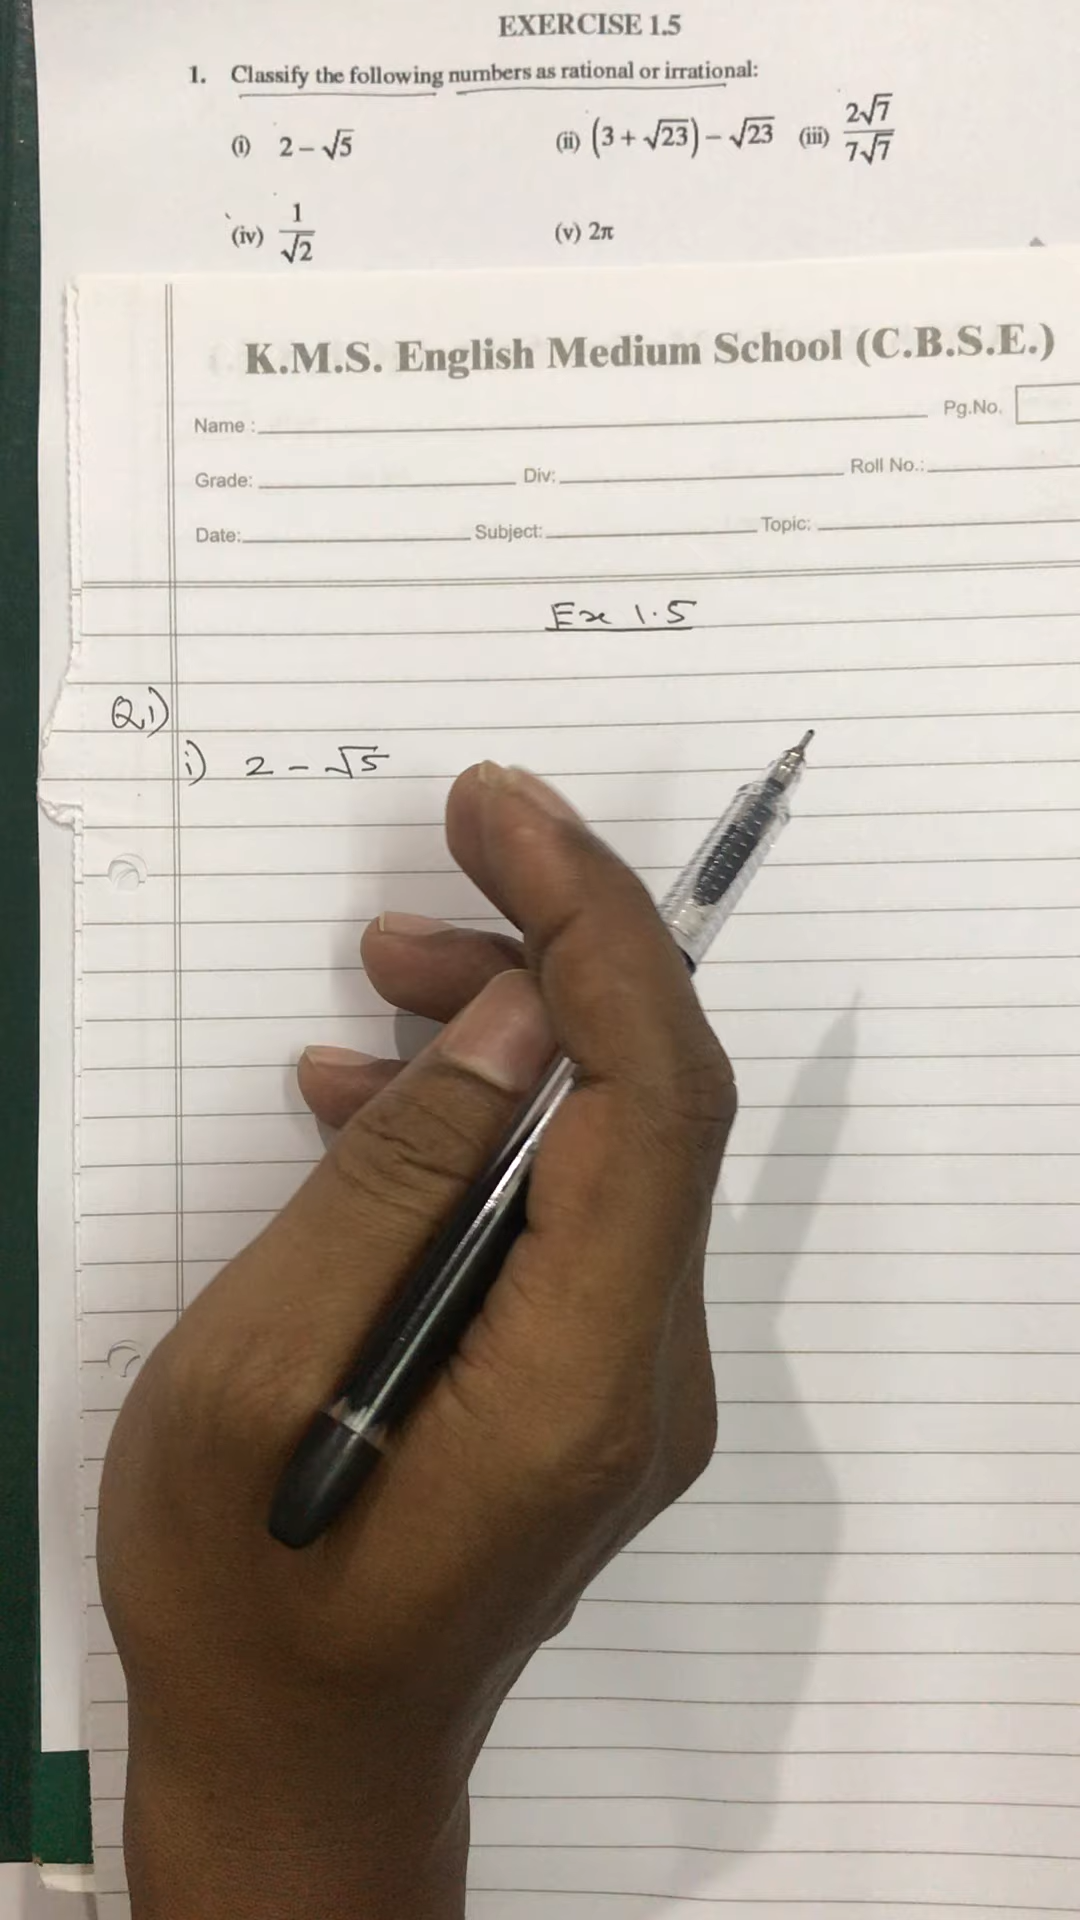 EXERCISE 1.5
1. Classify the following numbers as rational or irrational:
(i) 2 – √5 (ii) (3 + √23) – √23 (iii) 2√7/7√7
(iv) 1/√2 (v) 2π
K.M.S. English Medium School (C.B.S.E.)
Name : Pg.No.
Grade: Div: Roll No.:
Date: Subject: Topic:
Ex 1.5
Q1)
i) 2 – √5